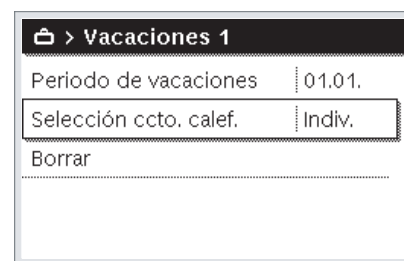 > Vacaciones 1
Periodo de vacaciones 01.01.
Selección ccto. calef. Indiv.
Borrar